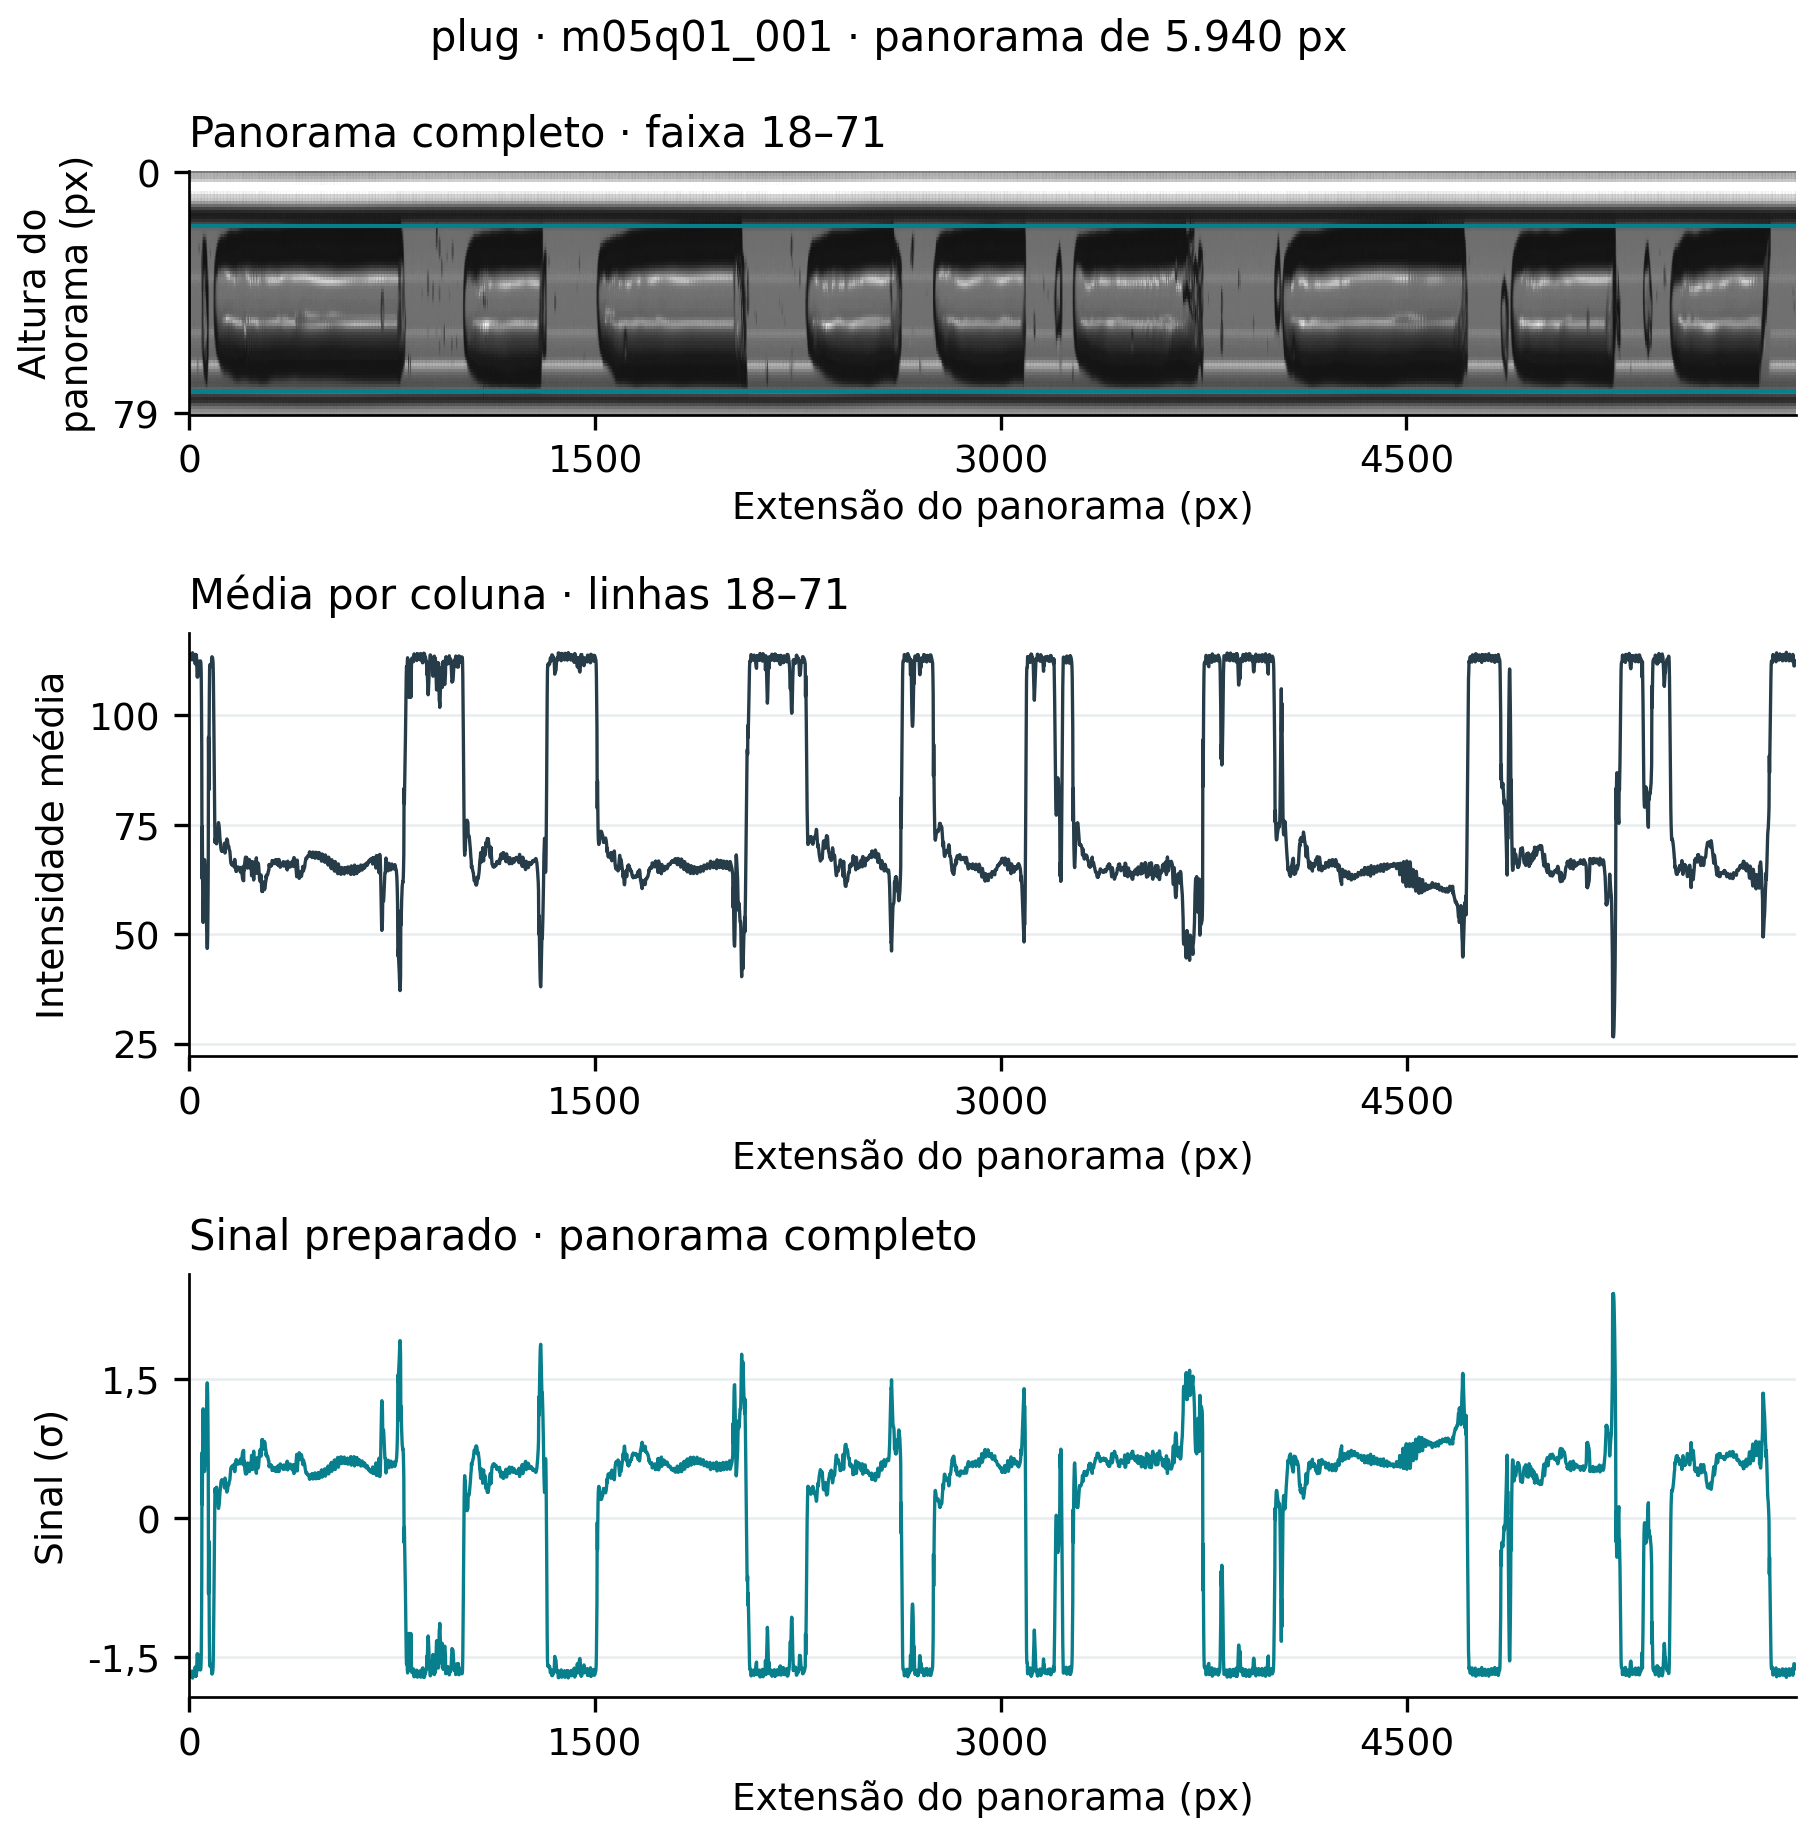 plug · m05q01_001 · panorama de 5.940 px
Panorama completo · faixa 18–71
Altura do
panorama (px)
0
79
0 1500 3000 4500
Extensão do panorama (px)
Média por coluna · linhas 18–71
Intensidade média
100
75
50
25
0 1500 3000 4500
Extensão do panorama (px)
Sinal preparado · panorama completo
Sinal (σ)
1,5
0
-1,5
0 1500 3000 4500
Extensão do panorama (px)